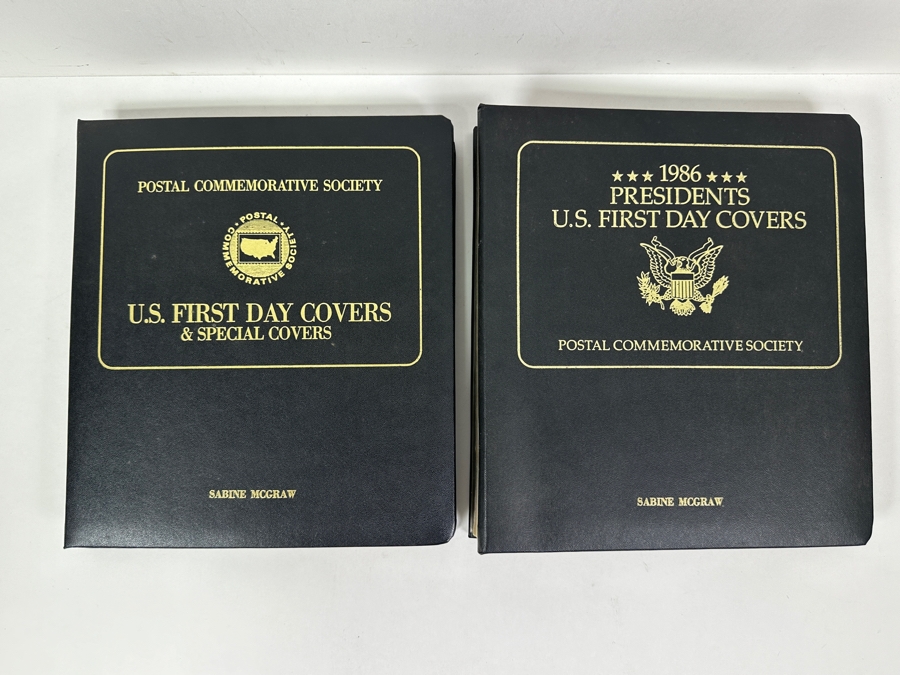 POSTAL COMMEMORATIVE SOCIETY
POSTAL
COMMEMORATIVE SOCIETY
U.S. FIRST DAY COVERS
& SPECIAL COVERS
SABINE MCGRAW
★★★ 1986 ★★★
PRESIDENTS
U.S. FIRST DAY COVERS
POSTAL COMMEMORATIVE SOCIETY
SABINE MCGRAW